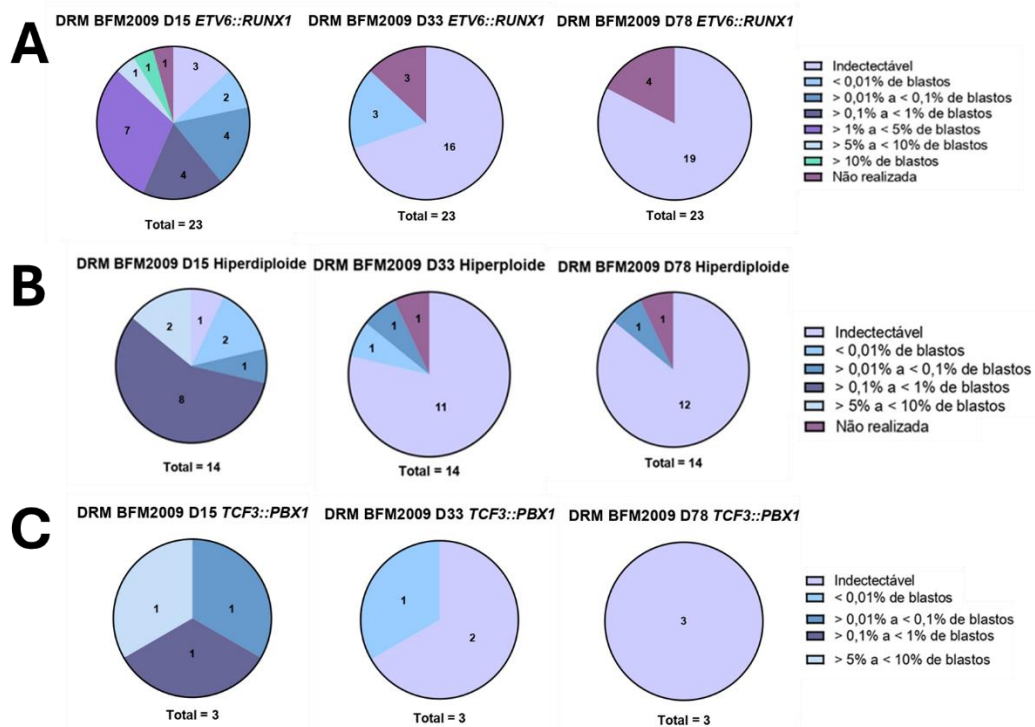 A
DRM BFM2009 D15 ETV6::RUNX1
DRM BFM2009 D33 ETV6::RUNX1
DRM BFM2009 D78 ETV6::RUNX1
1
1
1
3
2
4
4
7
3
3
16
4
19
Total = 23
Total = 23
Total = 23
Indectectável
< 0,01% de blastos
> 0,01% a < 0,1% de blastos
> 0,1% a < 1% de blastos
> 1% a < 5% de blastos
> 5% a < 10% de blastos
> 10% de blastos
Não realizada
B
DRM BFM2009 D15 Hiperdiploide
DRM BFM2009 D33 Hiperploide
DRM BFM2009 D78 Hiperdiploide
2
1
2
1
8
1
1
1
11
1
1
12
Total = 14
Total = 14
Total = 14
Indectectável
< 0,01% de blastos
> 0,01% a < 0,1% de blastos
> 0,1% a < 1% de blastos
> 5% a < 10% de blastos
Não realizada
C
DRM BFM2009 D15 TCF3::PBX1
DRM BFM2009 D33 TCF3::PBX1
DRM BFM2009 D78 TCF3::PBX1
1
1
1
1
2
3
Total = 3
Total = 3
Total = 3
Indectectável
< 0,01% de blastos
> 0,01% a < 0,1% de blastos
> 0,1% a < 1% de blastos
> 5% a < 10% de blastos